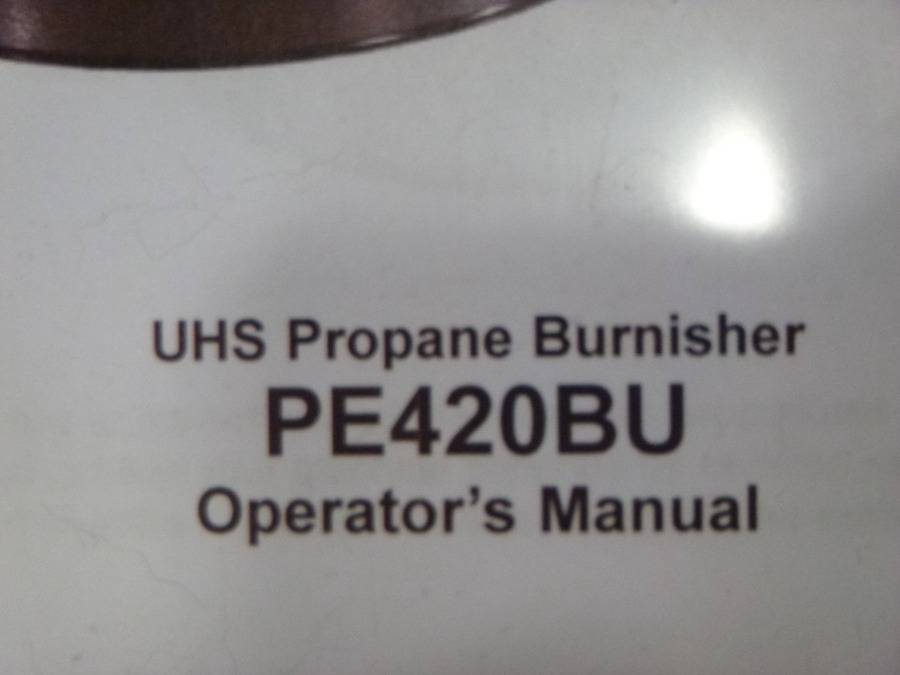 UHS Propane Burnisher
PE420BU
Operator's Manual